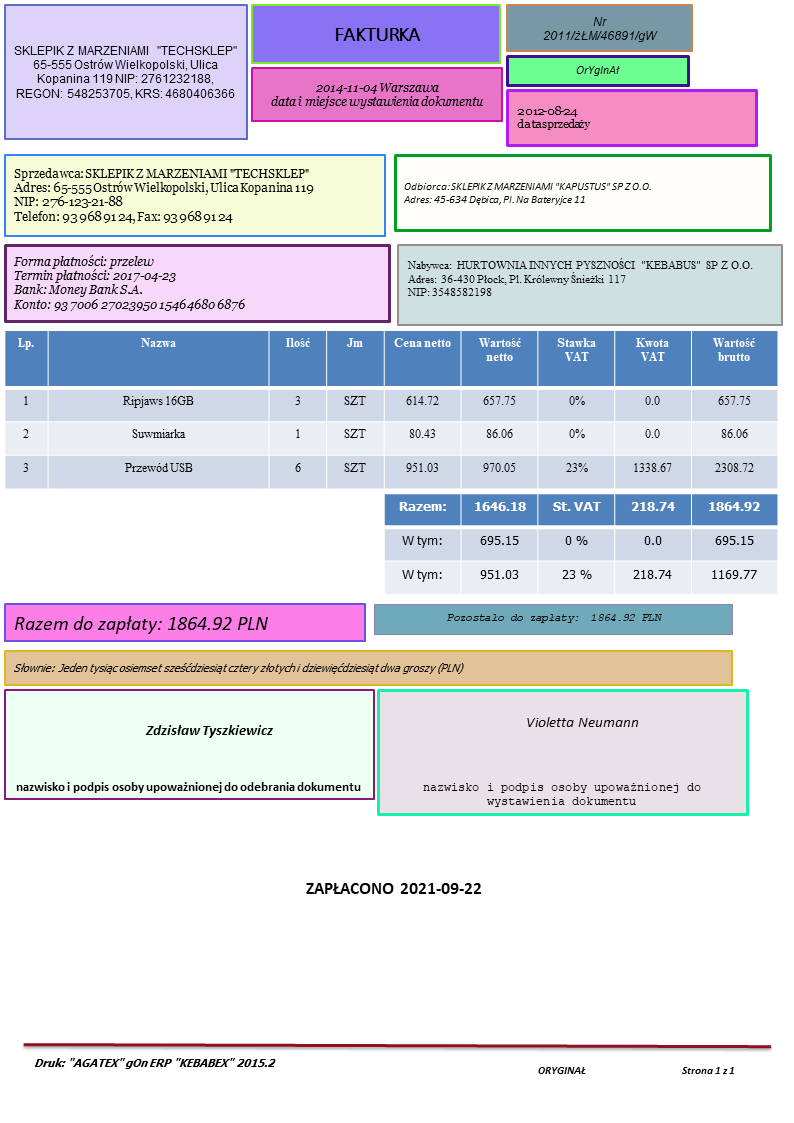 SKLEPIK Z MARZENIAMI "TECHSKLEP"
65-555 Ostrów Wielkopolski, Ulica
Kopanina 119 NIP: 2761232188,
REGON: 548253705, KRS: 4680406366
FAKTURKA
2014-11-04 Warszawa
data i miejsce wystawienia dokumentu
Nr
2011/żŁM/46891/gW
OrYgInAł
2012-08-24
data sprzedaży
Sprzedawca: SKLEPIK Z MARZENIAMI "TECHSKLEP"
Adres: 65-555 Ostrów Wielkopolski, Ulica Kopanina 119
NIP: 276-123-21-88
Telefon: 93 968 91 24, Fax: 93 968 91 24
Odbiorca: SKLEPIK Z MARZENIAMI "KAPUSTUS" SP Z O.O.
Adres: 45-634 Dębica, Pl. Na Bateryjce 11
Forma płatności: przelew
Termin płatności: 2017-04-23
Bank: Money Bank S.A.
Konto: 93 7006 2702 3950 1546 4680 6876
Nabywca: HURTOWNIA INNYCH PYSZNOŚCI "KEBABUS" SP Z O.O.
Adres: 36-430 Płock, Pl. Królewny Śnieżki 117
NIP: 3548582198
Lp. Nazwa Ilość Jm Cena netto Wartość netto Stawka VAT Kwota VAT Wartość brutto
1 Ripjaws 16GB 3 SZT 614.72 657.75 0% 0.0 657.75
2 Suwmiarka 1 SZT 80.43 86.06 0% 0.0 86.06
3 Przewód USB 6 SZT 951.03 970.05 23% 1338.67 2308.72
Razem: 1646.18 St. VAT 218.74 1864.92
W tym: 695.15 0 % 0.0 695.15
W tym: 951.03 23 % 218.74 1169.77
Razem do zapłaty: 1864.92 PLN
Pozostało do zapłaty: 1864.92 PLN
Słownie: Jeden tysiąc osiemset sześćdziesiąt cztery złotych i dziewięćdziesiąt dwa groszy (PLN)
Zdzisław Tyszkiewicz
nazwisko i podpis osoby upoważnionej do odebrania dokumentu
Violetta Neumann
nazwisko i podpis osoby upoważnionej do
wystawienia dokumentu
ZAPŁACONO 2021-09-22
Druk: "AGATEX" gOn ERP "KEBABEX" 2015.2
ORYGINAŁ
Strona 1 z 1